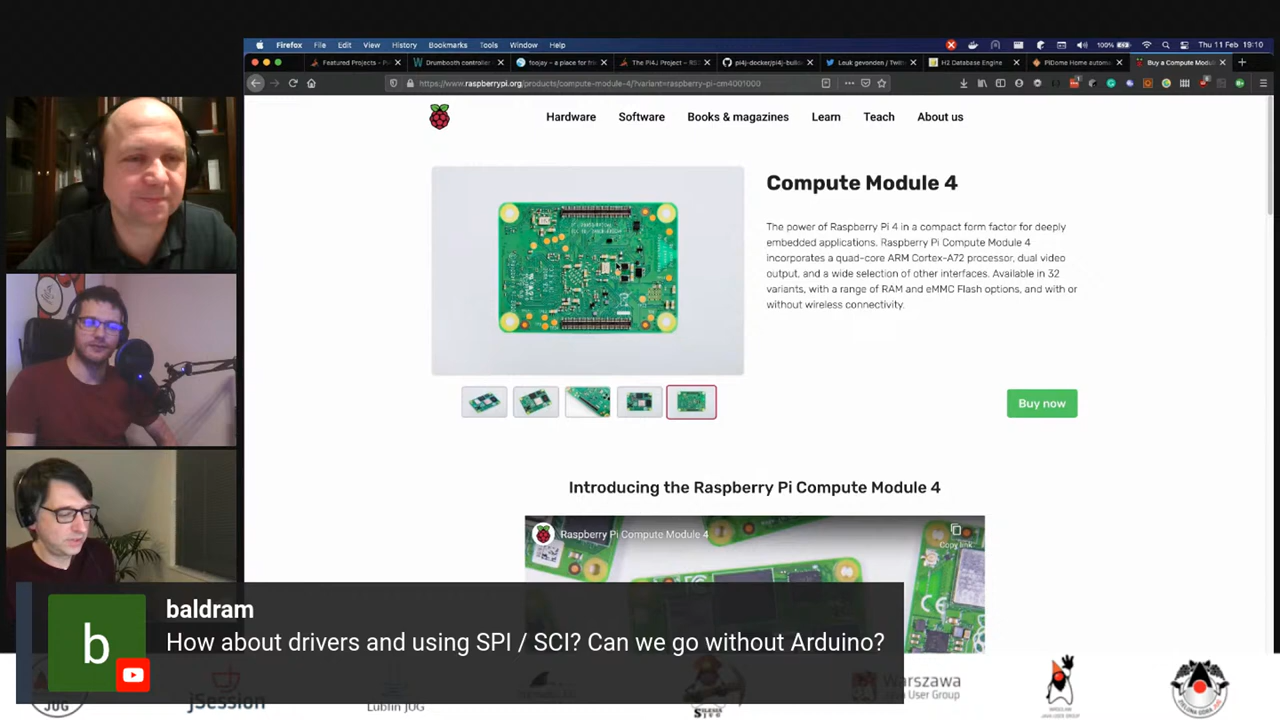 Firefox File Edit View History Bookmarks Tools Window Help
100%
Thu 11 Feb 19:10
Featured Projects - P
Drumbooth controller
foojay – a place for fri
The Pi4J Project – RS
pi4j-docker/pi4j-buil
Leuk gevonden / Twitt
H2 Database Engine
PiDome Home autom
Buy a Compute Modu
https://www.raspberrypi.org/products/compute-module-4/?variant=raspberry-pi-cm4001000
Hardware Software Books & magazines Learn Teach About us
Compute Module 4
The power of Raspberry Pi 4 in a compact form factor for deeply
embedded applications. Raspberry Pi Compute Module 4
incorporates a quad-core ARM Cortex-A72 processor, dual video
output, and a wide selection of other interfaces. Available in 32
variants, with a range of RAM and eMMC Flash options, and with or
without wireless connectivity.
Buy now
Introducing the Raspberry Pi Compute Module 4
Raspberry Pi Compute Module 4
Copy link
b
baldram
How about drivers and using SPI / SCI? Can we go without Arduino?
JUG
jSession
Lublin JUG
Warszawa
Java User Group